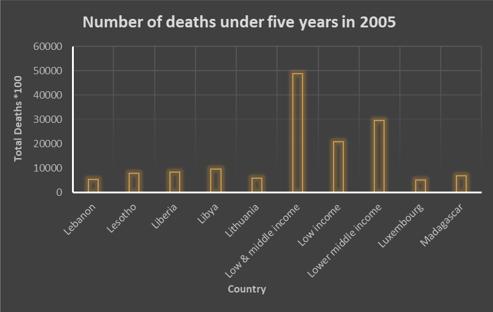 Number of deaths under five years in 2005
Total Deaths *100
60000
50000
40000
30000
20000
10000
0
Lebanon
Lesotho
Liberia
Libya
Lithuania
Low & middle income
Low income
Lower middle income
Luxembourg
Madagascar
Country